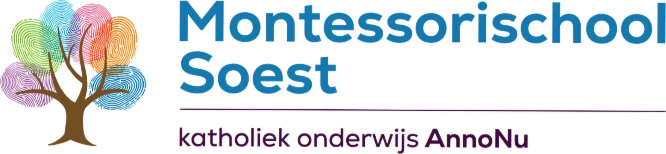 Montessorischool
Soest
katholiek onderwijs AnnoNu